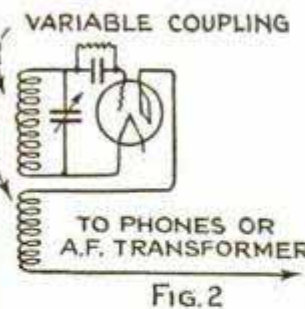 VARIABLE COUPLING
TO PHONES OR
A.F. TRANSFORMER
FIG. 2